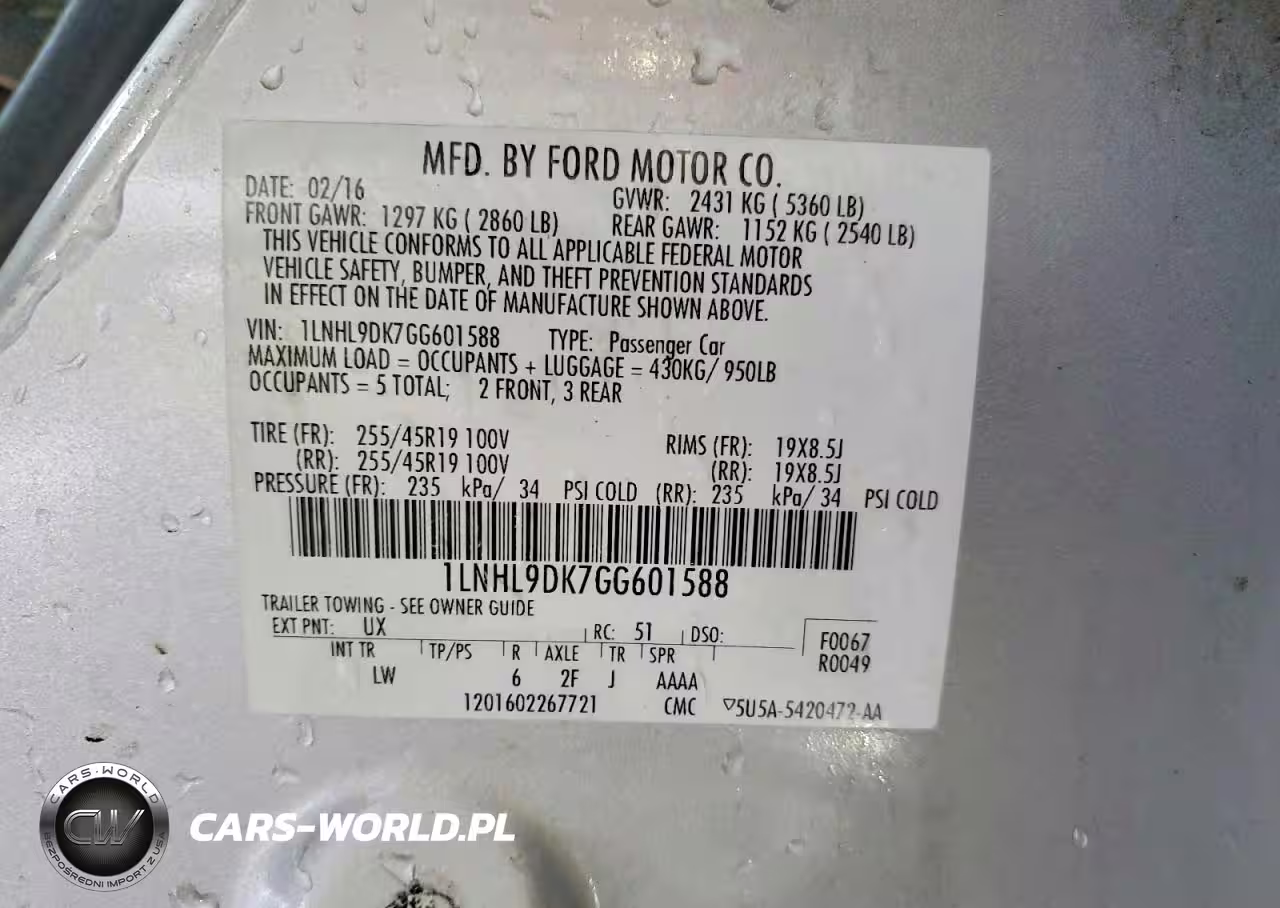 MFD. BY FORD MOTOR CO.
DATE: 02/16 GVWR: 2431 KG ( 5360 LB)
FRONT GAWR: 1297 KG ( 2860 LB) REAR GAWR: 1152 KG ( 2540 LB)
THIS VEHICLE CONFORMS TO ALL APPLICABLE FEDERAL MOTOR
VEHICLE SAFETY, BUMPER, AND THEFT PREVENTION STANDARDS
IN EFFECT ON THE DATE OF MANUFACTURE SHOWN ABOVE.
VIN: 1LNHL9DK7GG601588 TYPE: Passenger Car
MAXIMUM LOAD = OCCUPANTS + LUGGAGE = 430KG/ 950LB
OCCUPANTS = 5 TOTAL; 2 FRONT, 3 REAR
TIRE (FR): 255/45R19 100V RIMS (FR): 19X8.5J
(RR): 255/45R19 100V (RR): 19X8.5J
PRESSURE (FR): 235 kPa/ 34 PSI COLD (RR): 235 kPa/ 34 PSI COLD
1LNHL9DK7GG601588
TRAILER TOWING - SEE OWNER GUIDE
EXT PNT: UX RC: 51 DSO: F0067
R0049
INT TR TP/PS R AXLE TR SPR
LW 6 2F J AAAA
1201602267721 CMC ▽5U5A-5420472-AA
CARS-WORLD
CW
BEZPOŚREDNI IMPORT Z USA
CARS-WORLD.PL